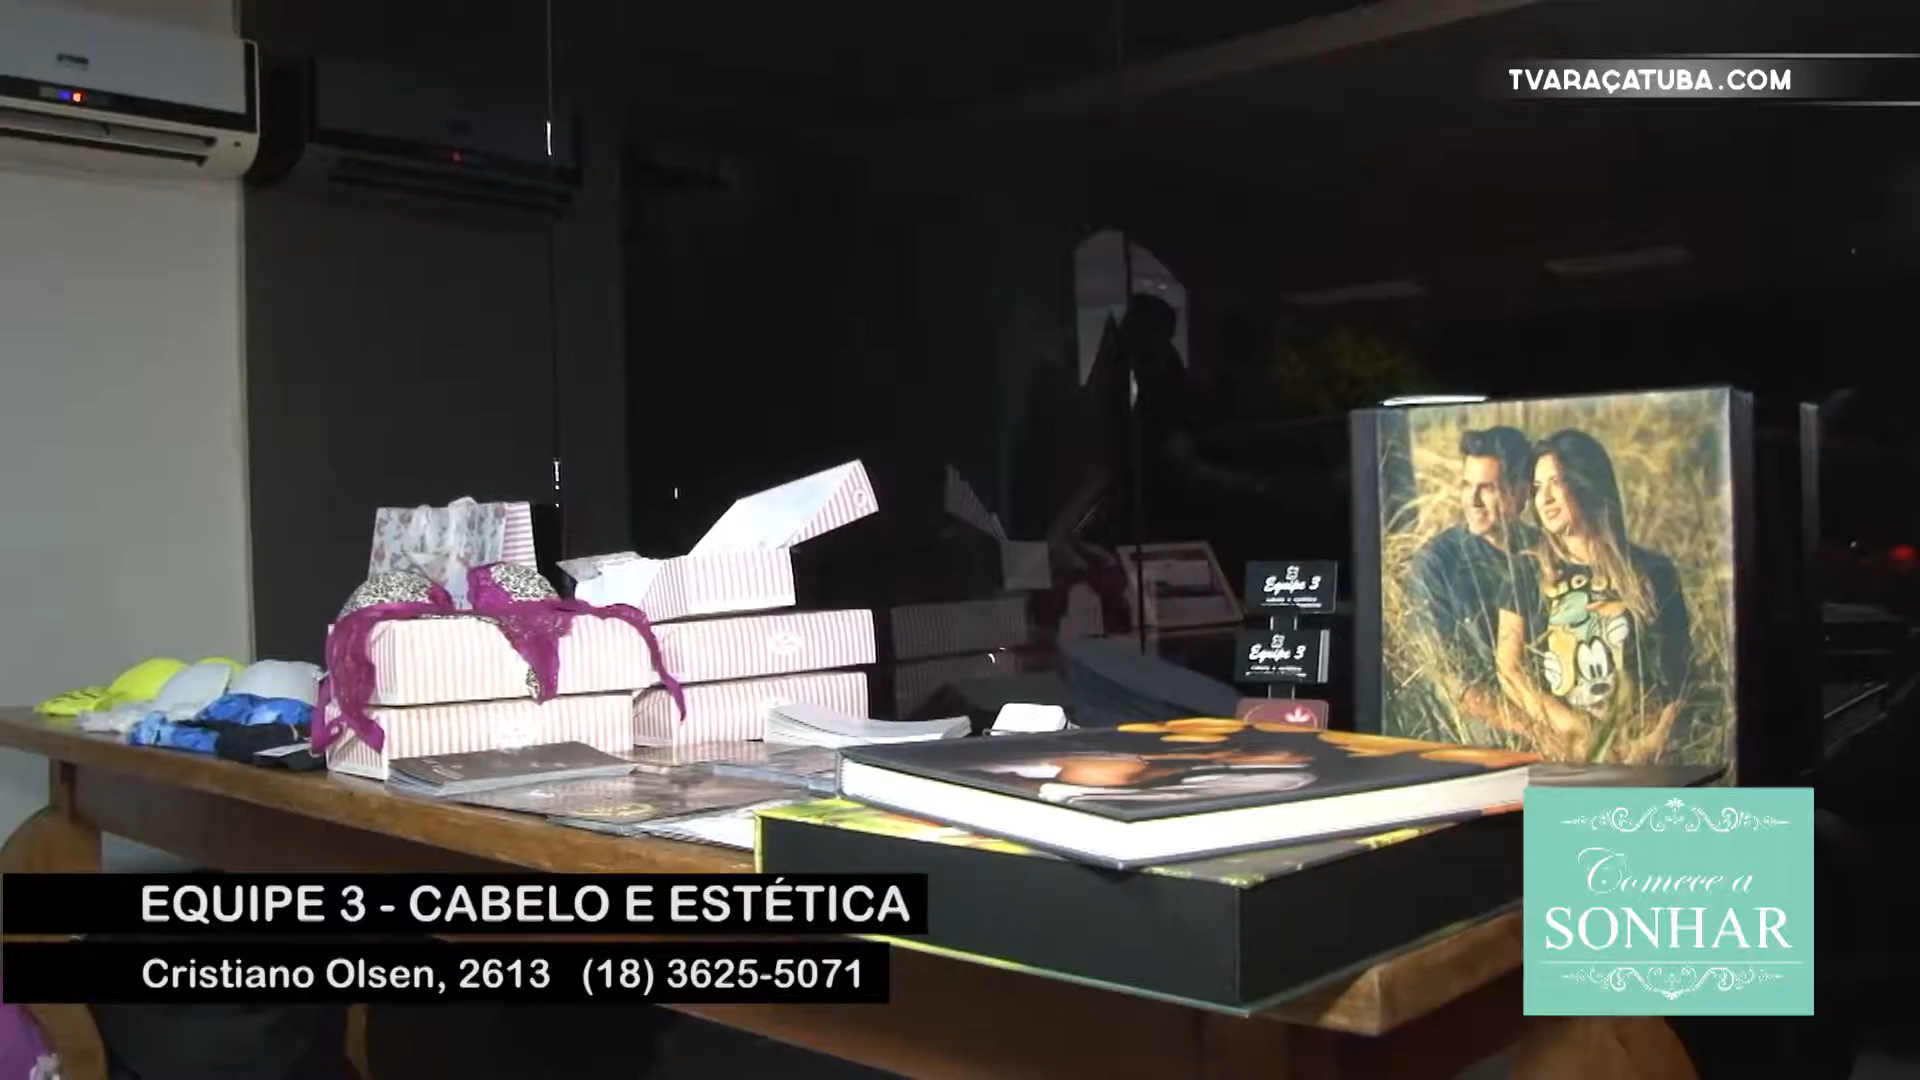 TVARAÇATUBA.COM
Equipe 3
Equipe 3
EQUIPE 3 - CABELO E ESTÉTICA
Cristiano Olsen, 2613 (18) 3625-5071
Comece a
SONHAR